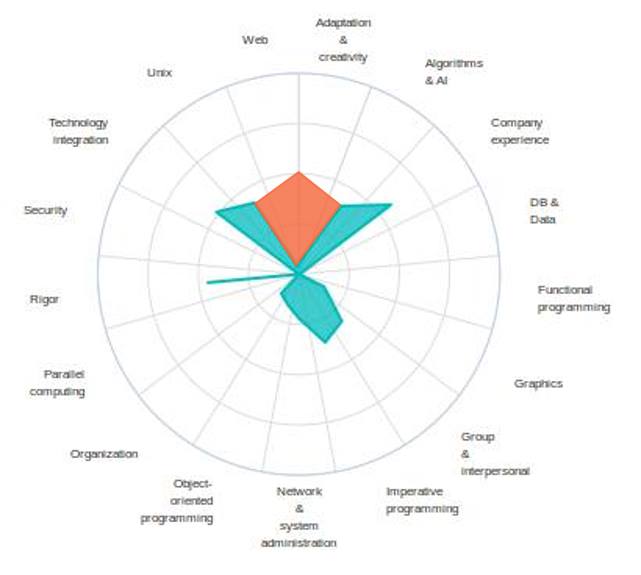 Adaptation
&
creativity
Algorithms
& AI
Company
experience
DB &
Data
Functional
programming
Graphics
Group
&
interpersonal
Imperative
programming
Network
&
system
administration
Object-
oriented
programming
Organization
Parallel
computing
Rigor
Security
Technology
integration
Unix
Web